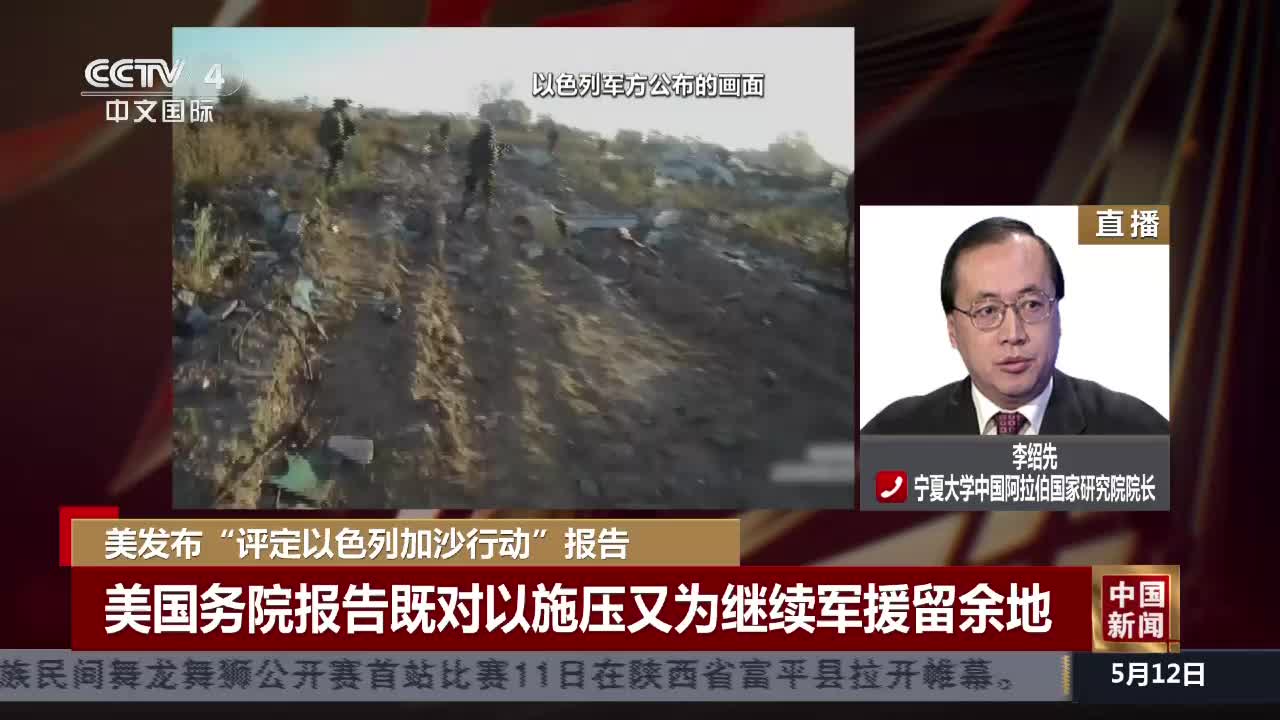 CCTV 4
中文国际
以色列军方公布的画面
直播
李绍先
宁夏大学中国阿拉伯国家研究院院长
美发布“评定以色列加沙行动”报告
美国务院报告既对以施压又为继续军援留余地
中国
新闻
族民间舞龙舞狮公开赛首站比赛11日在陕西省富平县拉开帷幕。
5月12日